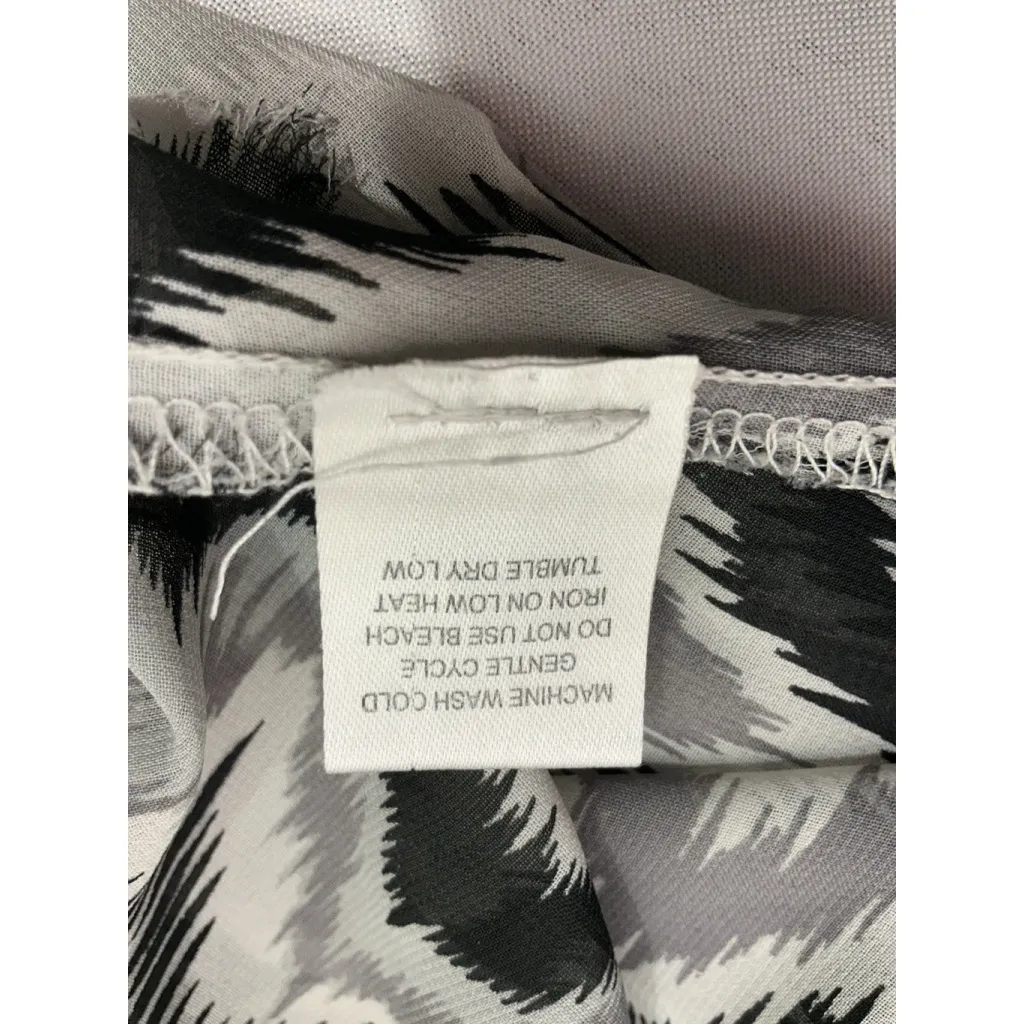 MACHINE WASH COLD
GENTLE CYCLE
DO NOT USE BLEACH
IRON ON LOW HEAT
TUMBLE DRY LOW